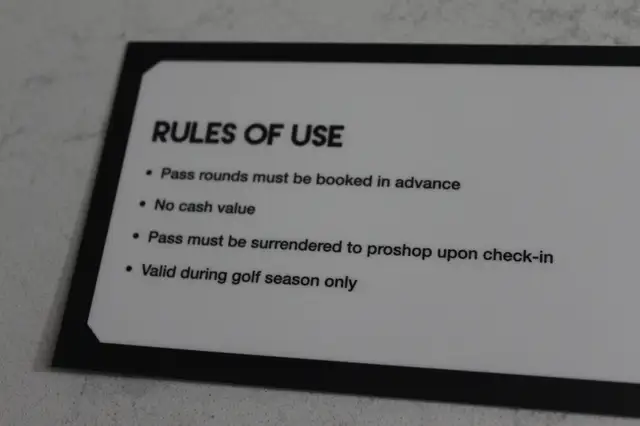 RULES OF USE
• Pass rounds must be booked in advance
• No cash value
• Pass must be surrendered to proshop upon check-in
• Valid during golf season only